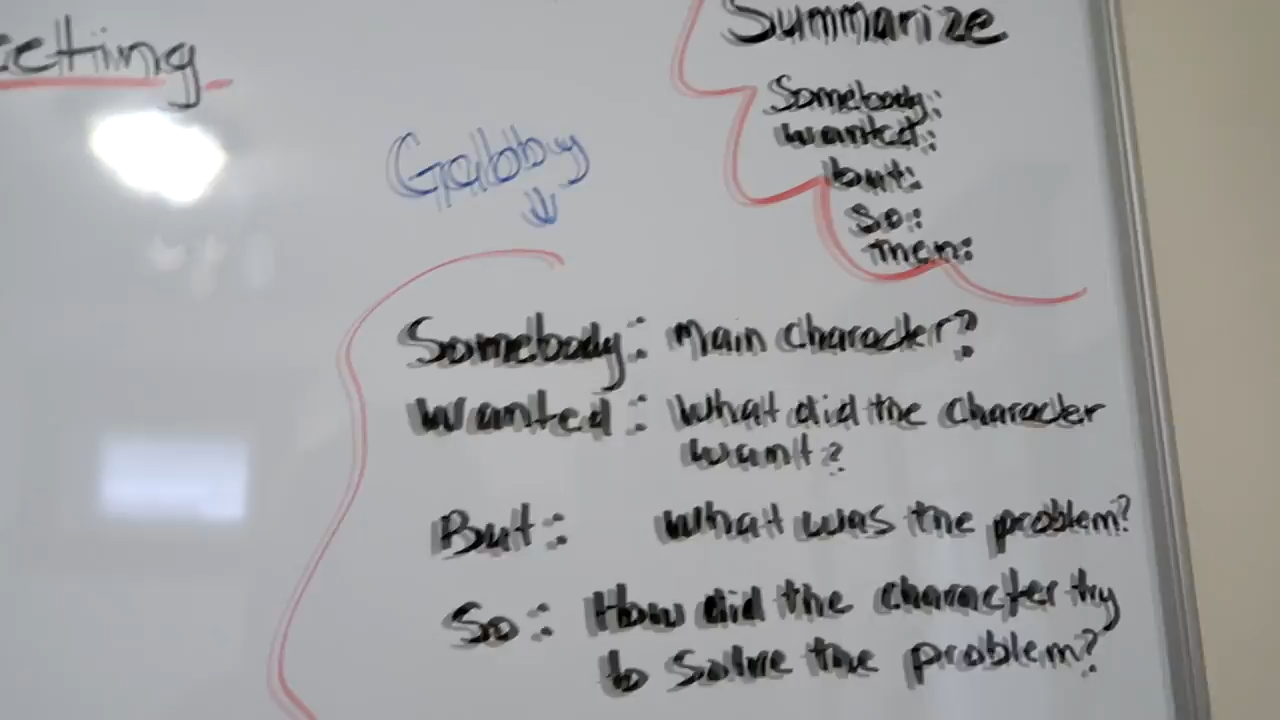 Summarize
Somebody:
Wanted:
but:
So:
Then:
Gabby
Somebody: Main Character?
Wanted: What did the Character
want?
But: What was the problem?
So: How did the character try
to Solve the problem?